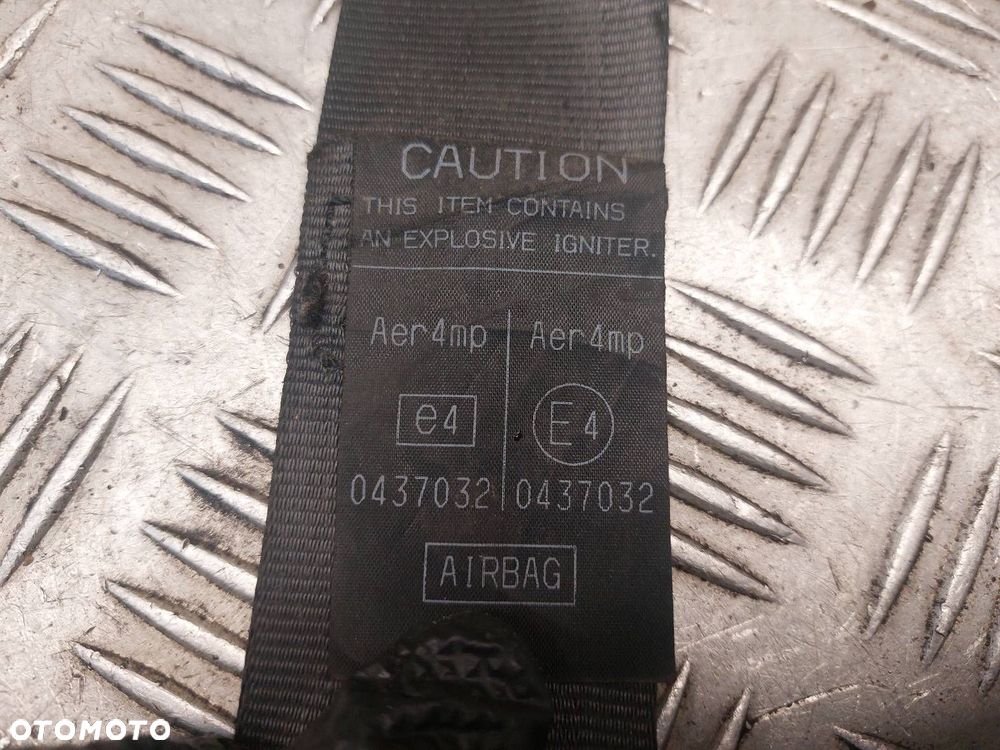 CAUTION
THIS ITEM CONTAINS
AN EXPLOSIVE IGNITER.
Aer4mp Aer4mp
e4 E4
0437032 0437032
AIRBAG
OTOMOTO